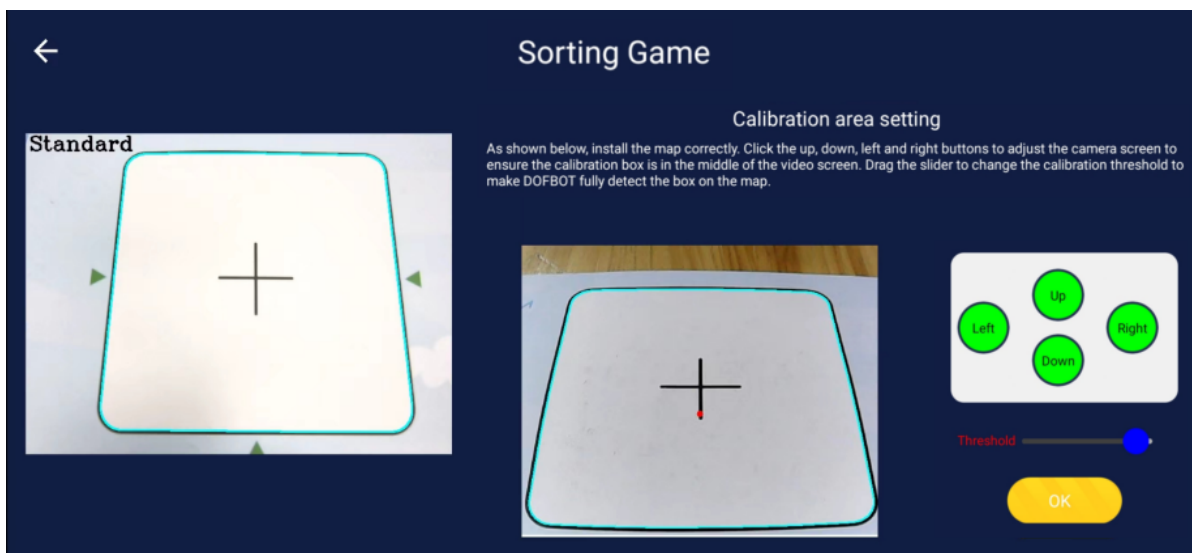 Sorting Game
Standard
Calibration area setting
As shown below, install the map correctly. Click the up, down, left and right buttons to adjust the camera screen to
ensure the calibration box is in the middle of the video screen. Drag the slider to change the calibration threshold to
make DOFBOT fully detect the box on the map.
Up
Left
Right
Down
Threshold
OK